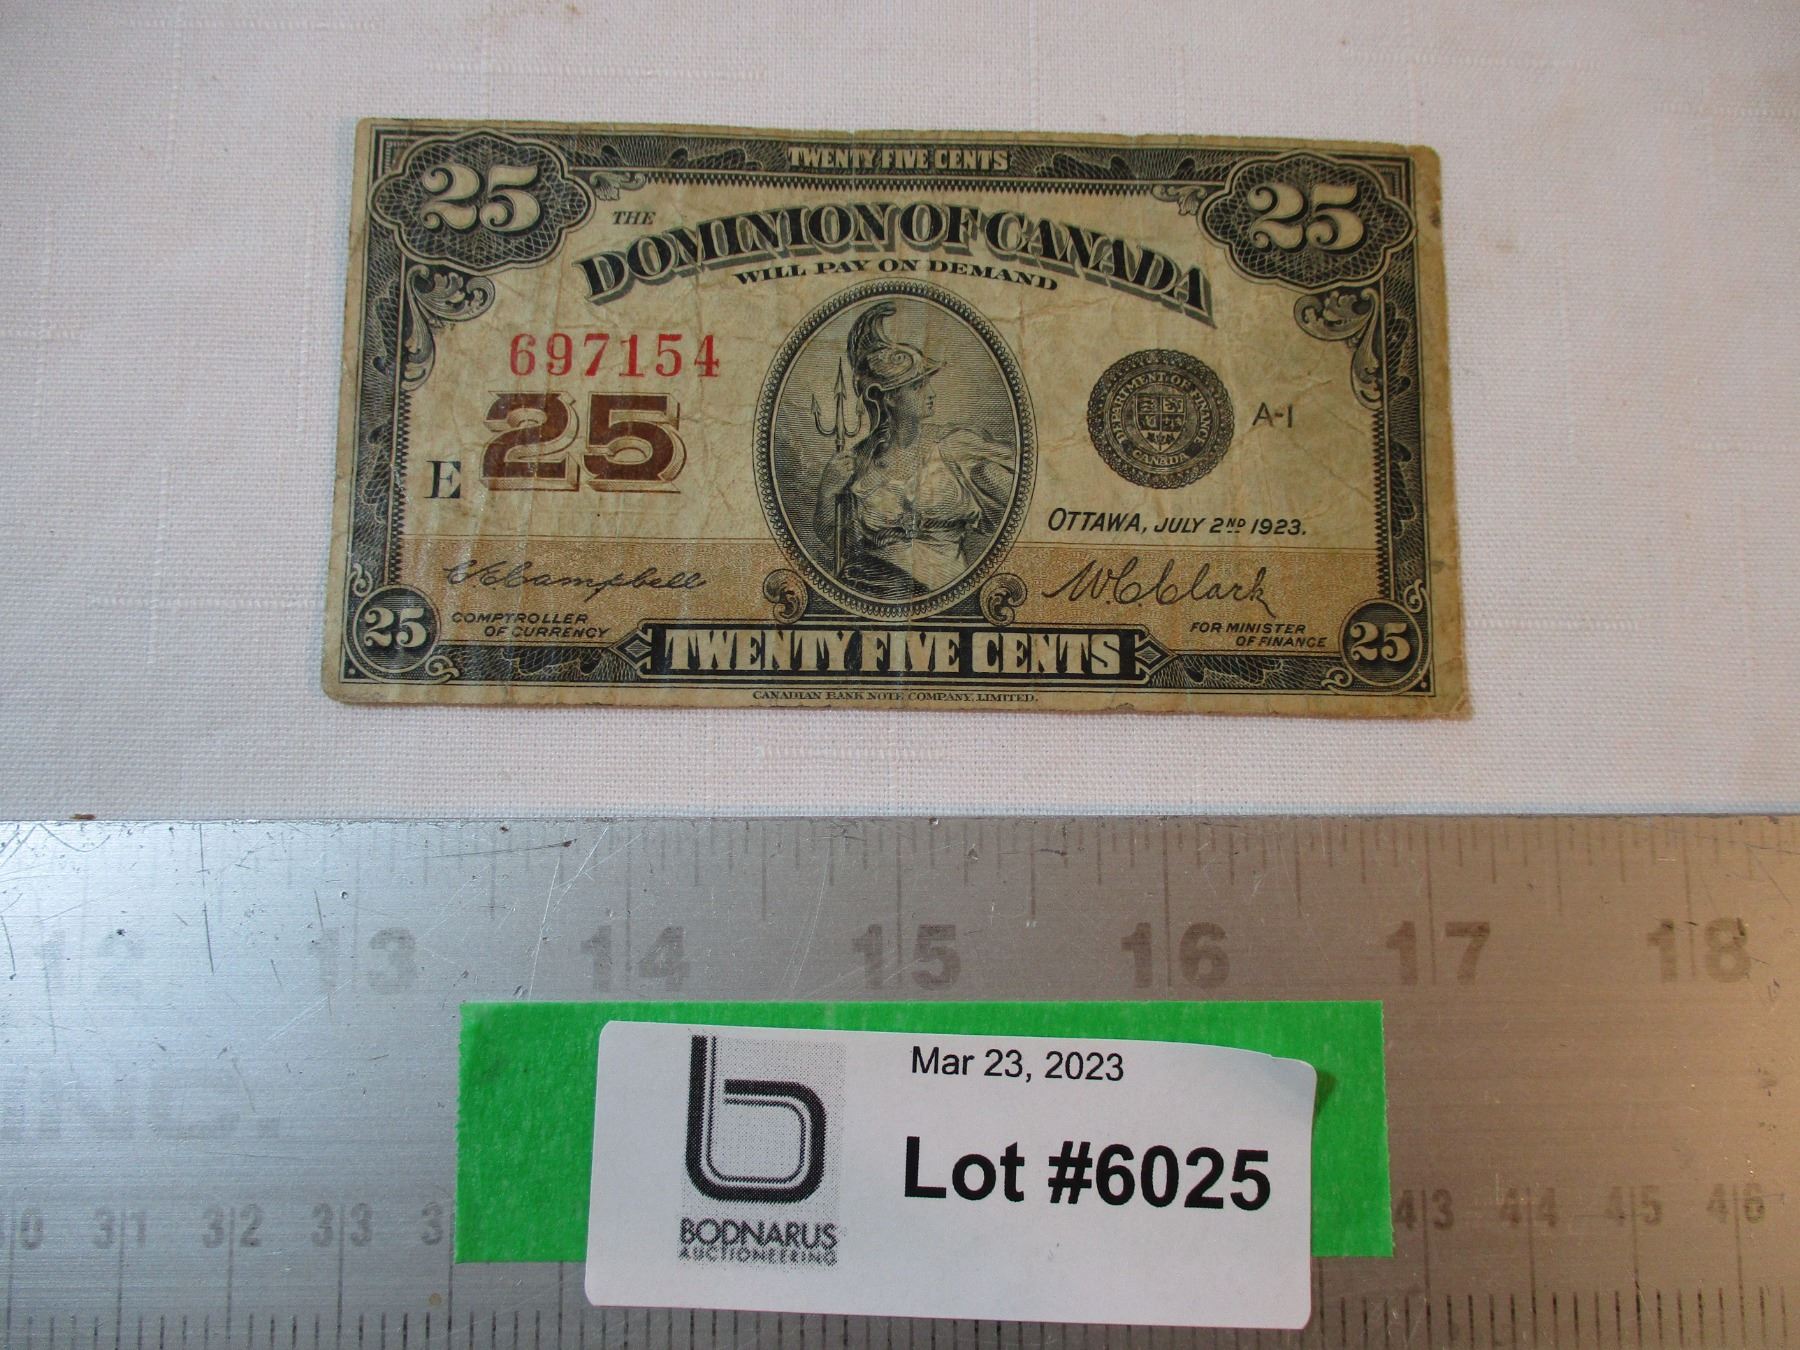 TWENTY FIVE CENTS
25 25
THE
DOMINION OF CANADA
WILL PAY ON DEMAND
697154
25
E
DEPARTMENT OF FINANCE
CANADA
A-1
OTTAWA, JULY 2ND 1923.
C E Campbell
W. C. Clark
COMPTROLLER
OF CURRENCY
FOR MINISTER
OF FINANCE
25 TWENTY FIVE CENTS 25
CANADIAN BANK NOTE COMPANY, LIMITED.
12 13 14 15 16 17 18
INC.
Mar 23, 2023
Lot #6025
b
BODNARUS
AUCTIONEERING
31 32 33 43 44 45 46